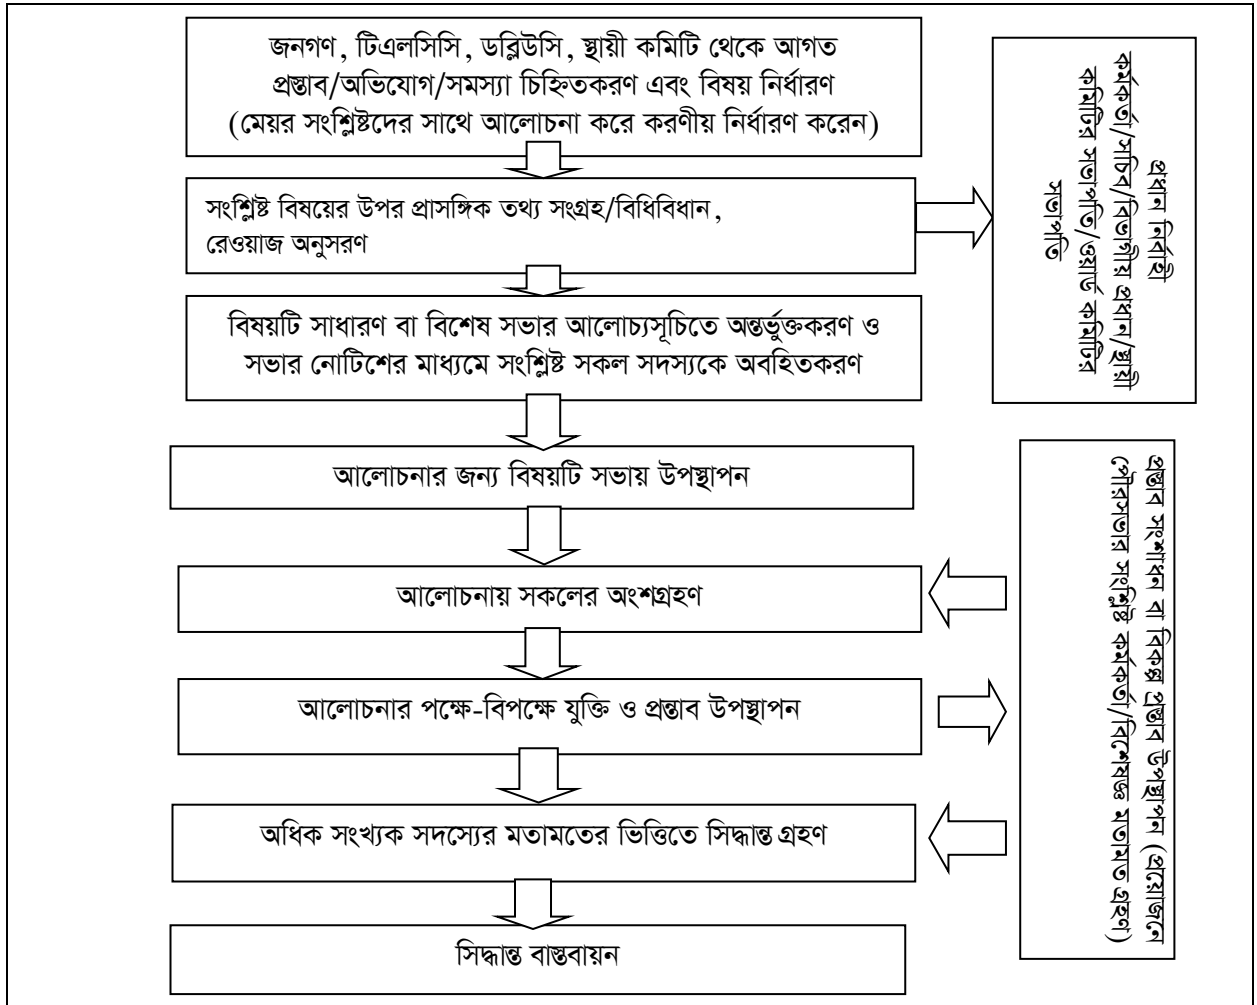 জনগণ, টিএলসিসি, ডব্লিউসি, স্থায়ী কমিটি থেকে আগত
প্রস্তাব/অভিযোগ/সমস্যা চিহ্নিতকরণ এবং বিষয় নির্ধারণ
(মেয়র সংশ্লিষ্টদের সাথে আলোচনা করে করণীয় নির্ধারণ করেন)
সংশ্লিষ্ট বিষয়ের উপর প্রাসঙ্গিক তথ্য সংগ্রহ/বিধিবিধান,
রেওয়াজ অনুসরণ
প্রধান নির্বাহী
কর্মকর্তা/সচিব/বিভাগীয় প্রধান/স্থায়ী
কমিটির সভাপতি/ওয়ার্ড কমিটির
সভাপতি
বিষয়টি সাধারণ বা বিশেষ সভার আলোচ্যসূচিতে অন্তর্ভুক্তকরণ ও
সভার নোটিশের মাধ্যমে সংশ্লিষ্ট সকল সদস্যকে অবহিতকরণ
আলোচনার জন্য বিষয়টি সভায় উপস্থাপন
আলোচনায় সকলের অংশগ্রহণ
আলোচনার পক্ষে-বিপক্ষে যুক্তি ও প্রস্তাব উপস্থাপন
প্রস্তাব সংশোধন বা বিকল্প প্রস্তাব উপস্থাপন (প্রয়োজনে
পৌরসভার সংশ্লিষ্ট কর্মকর্তা/বিশেষজ্ঞ মতামত গ্রহণ)
অধিক সংখ্যক সদস্যের মতামতের ভিত্তিতে সিদ্ধান্ত গ্রহণ
সিদ্ধান্ত বাস্তবায়ন